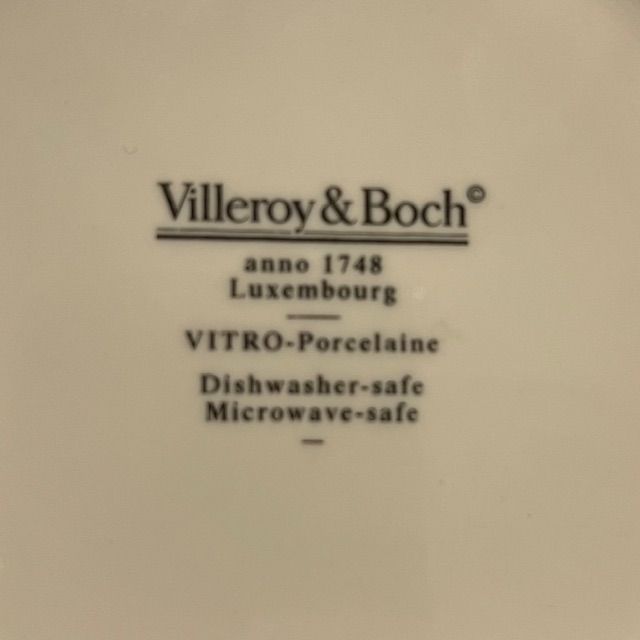 Villeroy & Boch©
anno 1748
Luxembourg
VITRO-Porcelaine
Dishwasher-safe
Microwave-safe